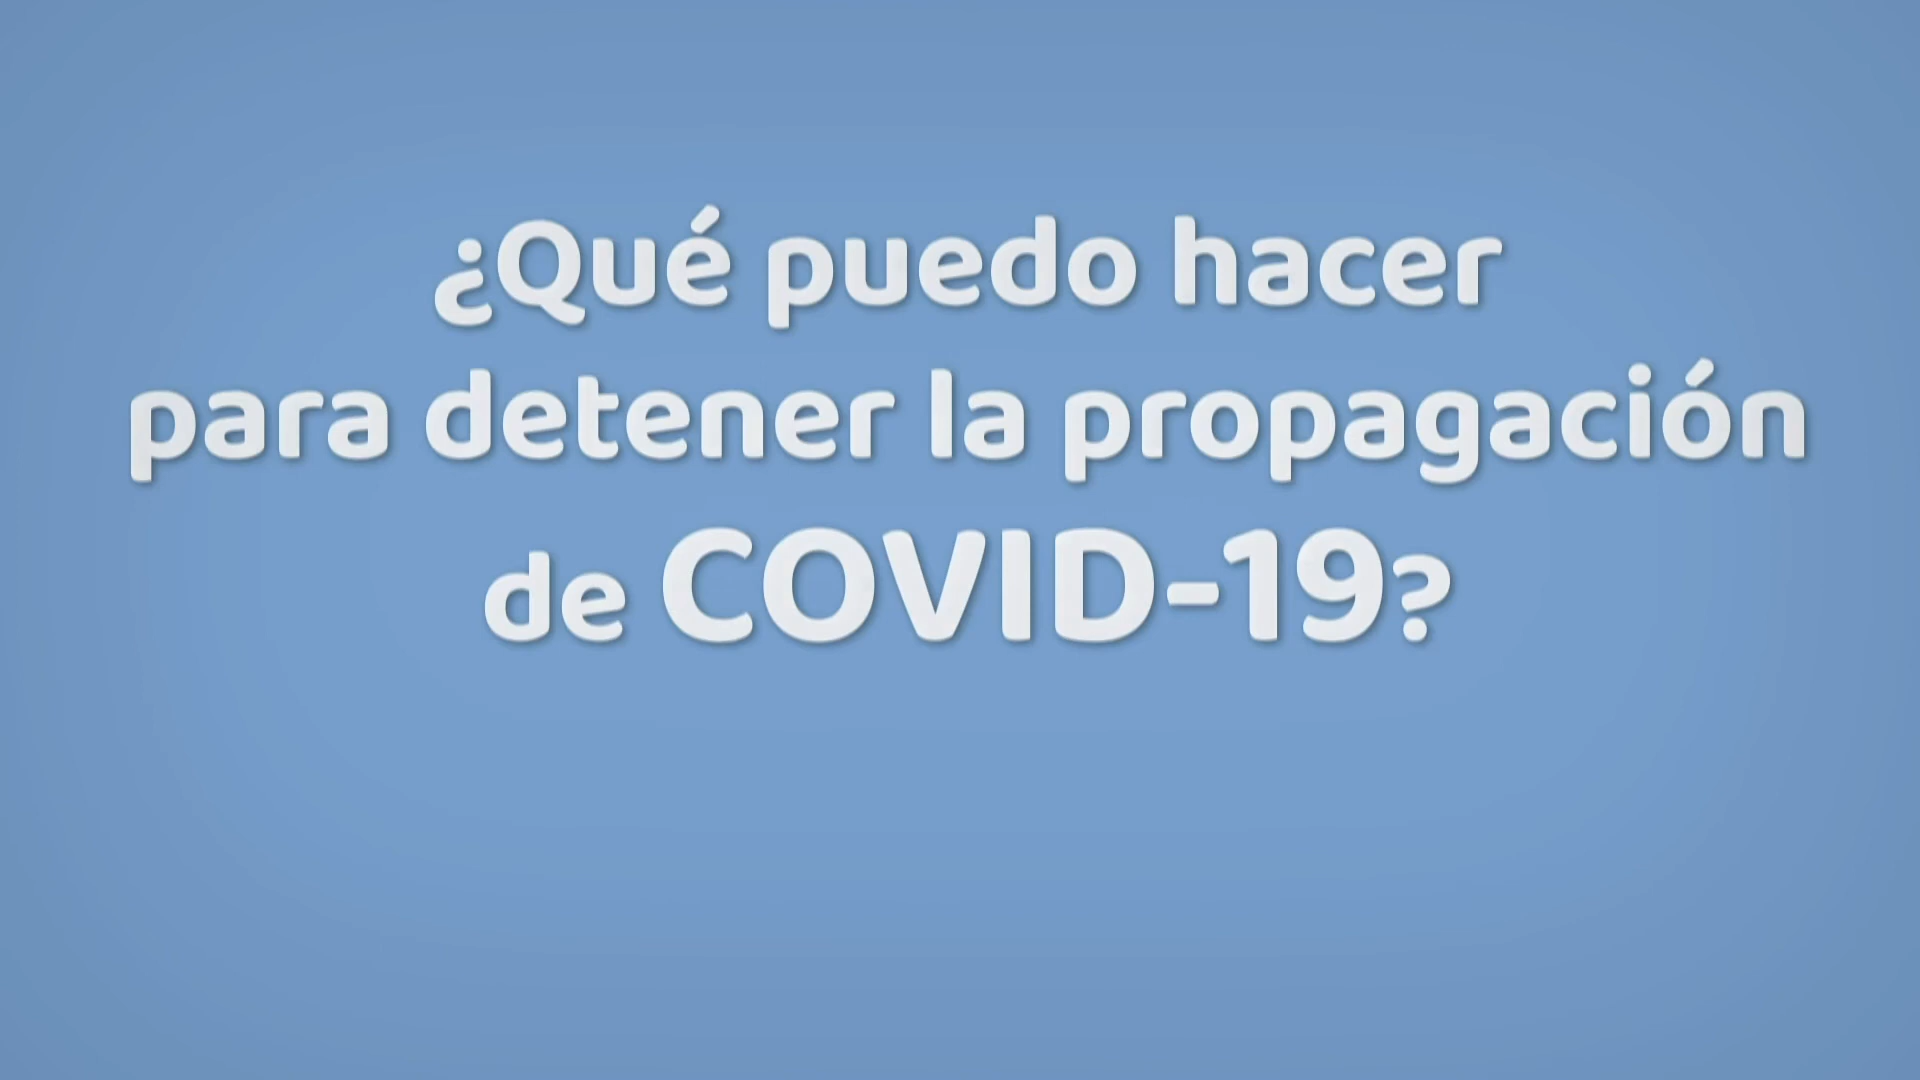 ¿Qué puedo hacer
para detener la propagación
de COVID-19?